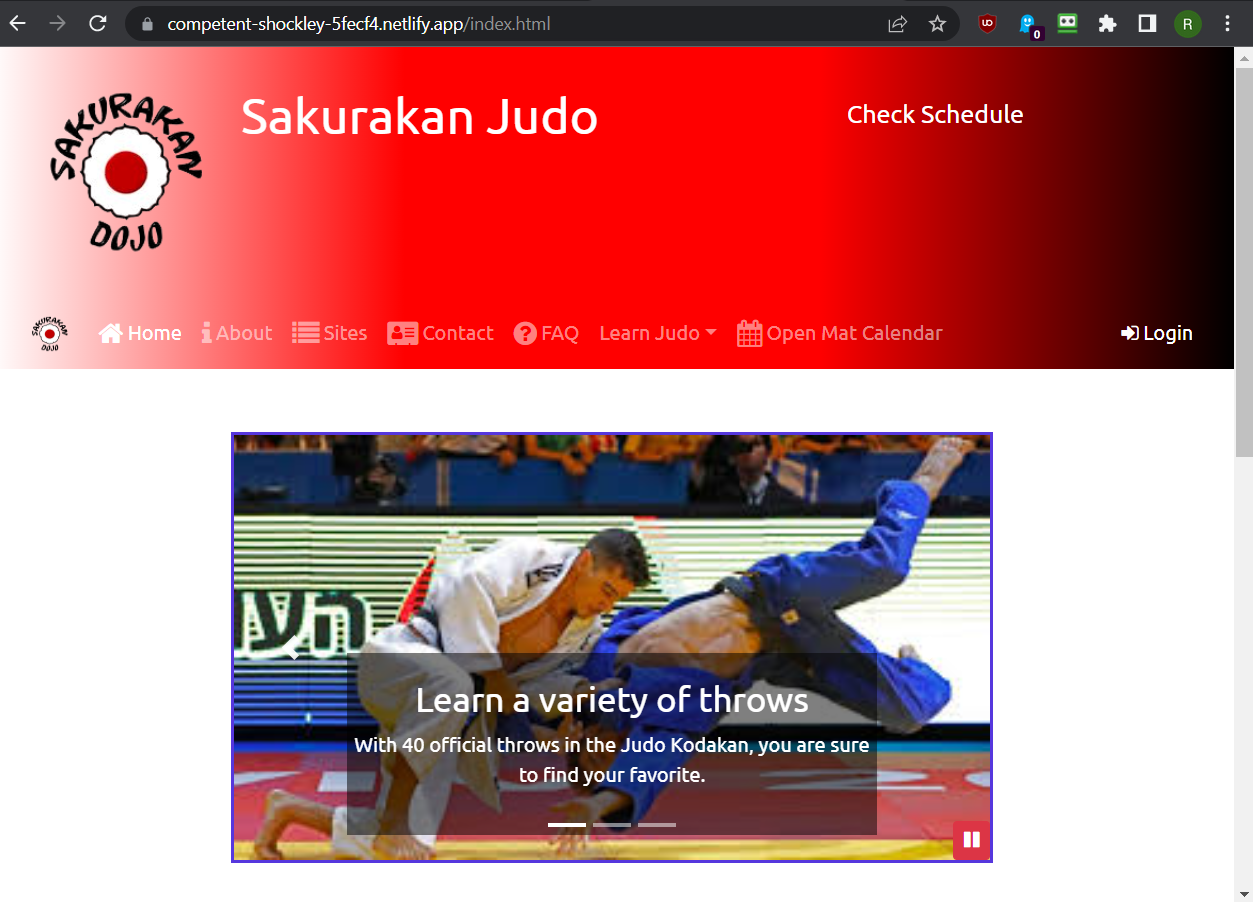 competent-shockley-5fecf4.netlify.app/index.html
0
R
SAKURAKAN
DOJO
Sakurakan Judo
Check Schedule
SAKURAKAN
DOJO
Home About Sites Contact FAQ Learn Judo Open Mat Calendar Login
Learn a variety of throws
With 40 official throws in the Judo Kodakan, you are sure
to find your favorite.